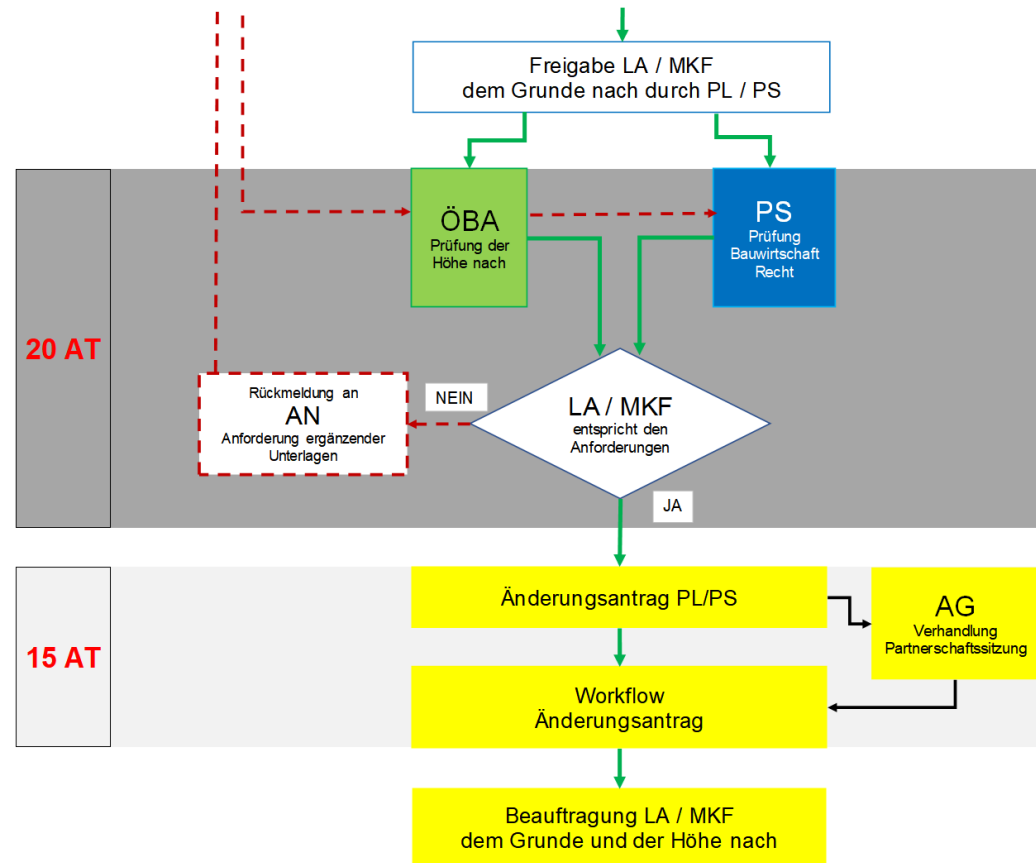 Freigabe LA / MKF
dem Grunde nach durch PL / PS
20 AT
ÖBA
Prüfung der
Höhe nach
PS
Prüfung
Bauwirtschaft
Recht
Rückmeldung an
AN
Anforderung ergänzender
Unterlagen
NEIN
LA / MKF
entspricht den
Anforderungen
JA
15 AT
Änderungsantrag PL/PS
AG
Verhandlung
Partnerschaftssitzung
Workflow
Änderungsantrag
Beauftragung LA / MKF
dem Grunde und der Höhe nach